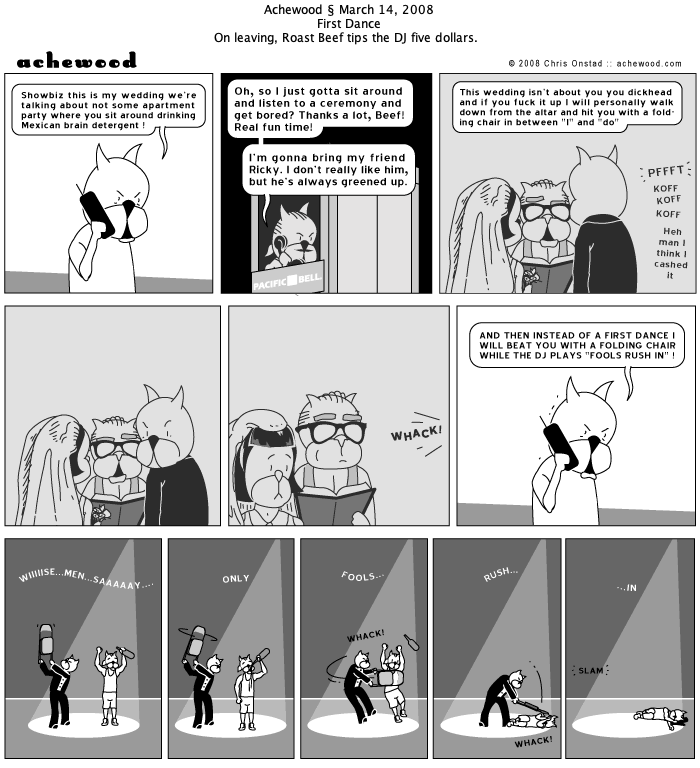 Achewood § March 14, 2008
First Dance
On leaving, Roast Beef tips the DJ five dollars.
achewood
© 2008 Chris Onstad :: achewood.com
Showbiz this is my wedding we're
talking about not some apartment
party where you sit around drinking
Mexican brain detergent !
Oh, so I just gotta sit around
and listen to a ceremony and
get bored? Thanks a lot, Beef!
Real fun time!
I'm gonna bring my friend
Ricky. I don't really like him,
but he's always greened up.
PACIFIC BELL.
This wedding isn't about you you dickhead
and if you fuck it up I will personally walk
down from the altar and hit you with a fold-
ing chair in between "I" and "do"
PFFFT
KOFF
KOFF
KOFF
Heh
man I
think I
cashed
it
WHACK!
AND THEN INSTEAD OF A FIRST DANCE I
WILL BEAT YOU WITH A FOLDING CHAIR
WHILE THE DJ PLAYS "FOOLS RUSH IN" !
WIIIISE...MEN...SAAAAAY....
ONLY
FOOLS...
WHACK!
RUSH...
WHACK!
...IN
SLAM